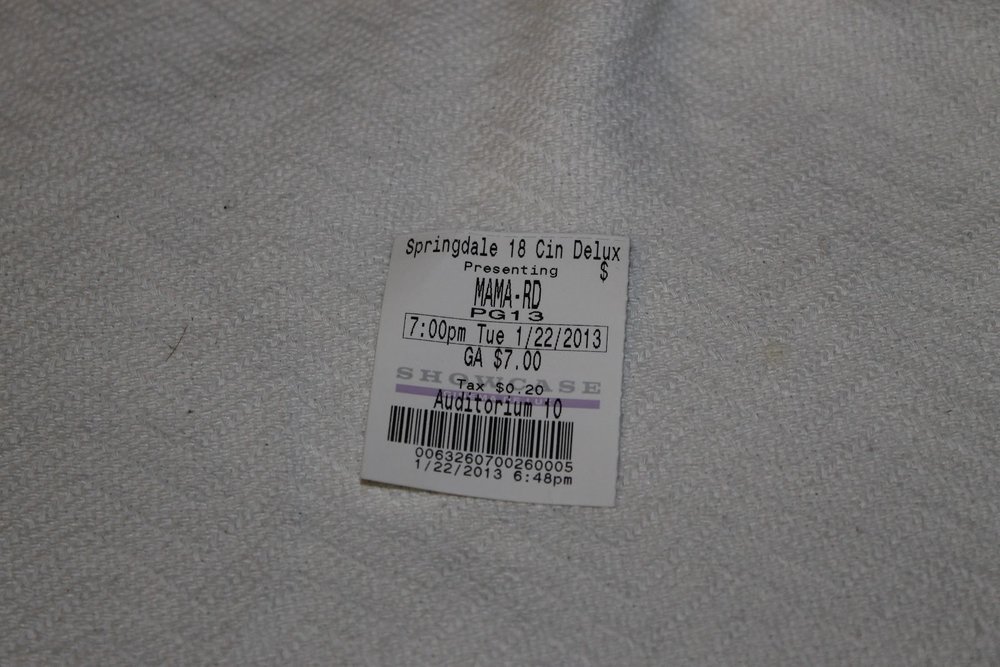 Springdale 18 Cin Delux
Presenting $
MAMA-RD
PG13
7:00pm Tue 1/22/2013
GA $7.00
SHOWCASE
Tax $0.20
Auditorium 10
0063260700260005
1/22/2013 6:48pm